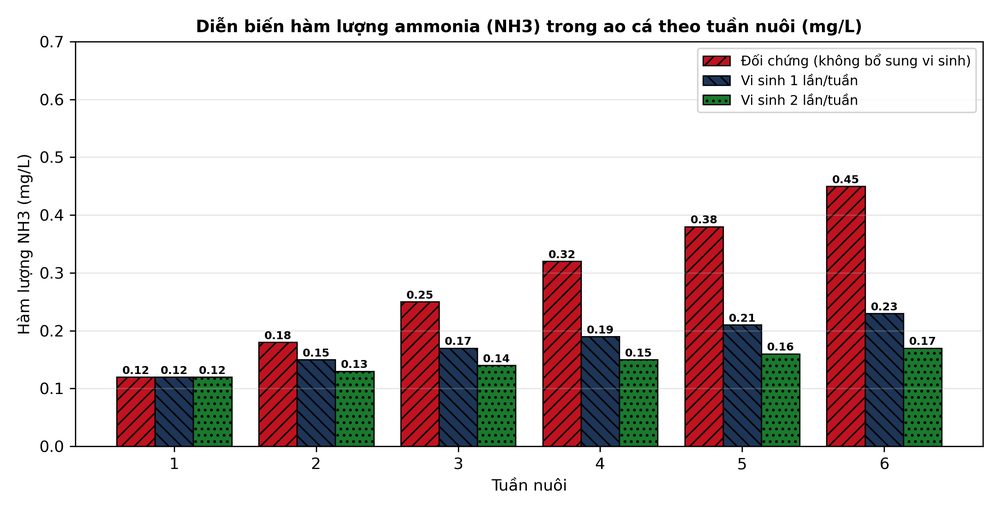 Diễn biến hàm lượng ammonia (NH3) trong ao cá theo tuần nuôi (mg/L)
Đối chứng (không bổ sung vi sinh)
Vi sinh 1 lần/tuần
Vi sinh 2 lần/tuần
Hàm lượng NH3 (mg/L)
0.7
0.6
0.5
0.4
0.3
0.2
0.1
0.0
0.12 0.12 0.12
0.18 0.15 0.13
0.25 0.17 0.14
0.32 0.19 0.15
0.38 0.21 0.16
0.45 0.23 0.17
1 2 3 4 5 6
Tuần nuôi